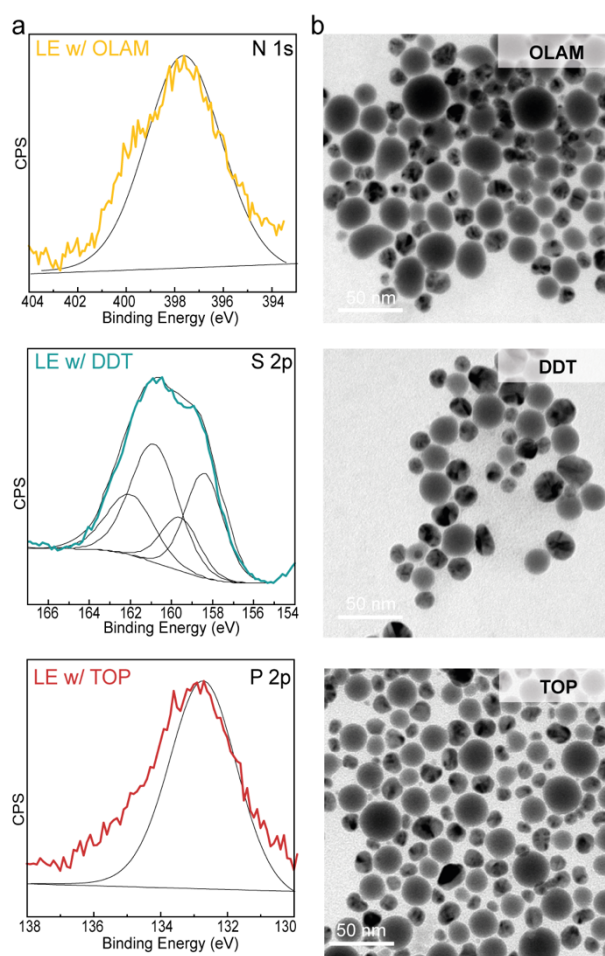 a
LE w/ OLAM
N 1s
CPS
404 402 400 398 396 394
Binding Energy (eV)
b
OLAM
50 nm
LE w/ DDT
S 2p
CPS
166 164 162 160 158 156 154
Binding Energy (eV)
DDT
50 nm
LE w/ TOP
P 2p
CPS
138 136 134 132 130
Binding Energy (eV)
TOP
50 nm